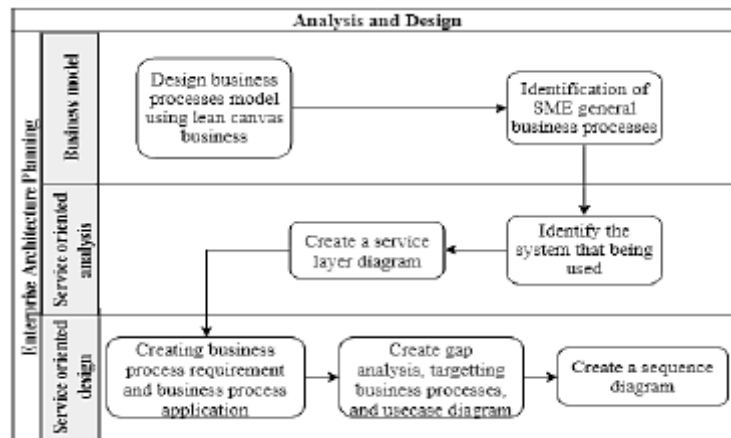 Analysis and Design
Enterprise Architecture Planning
Business model
Design business
processes model
using lean canvas
business
Identification of
SME general
business processes
Service oriented
analysis
Create a service
layer diagram
Identify the
system that being
used
Service oriented
design
Creating business
process requirement
and business process
application
Create gap
analysis, targetting
business processes,
and usecase diagram
Create a sequence
diagram